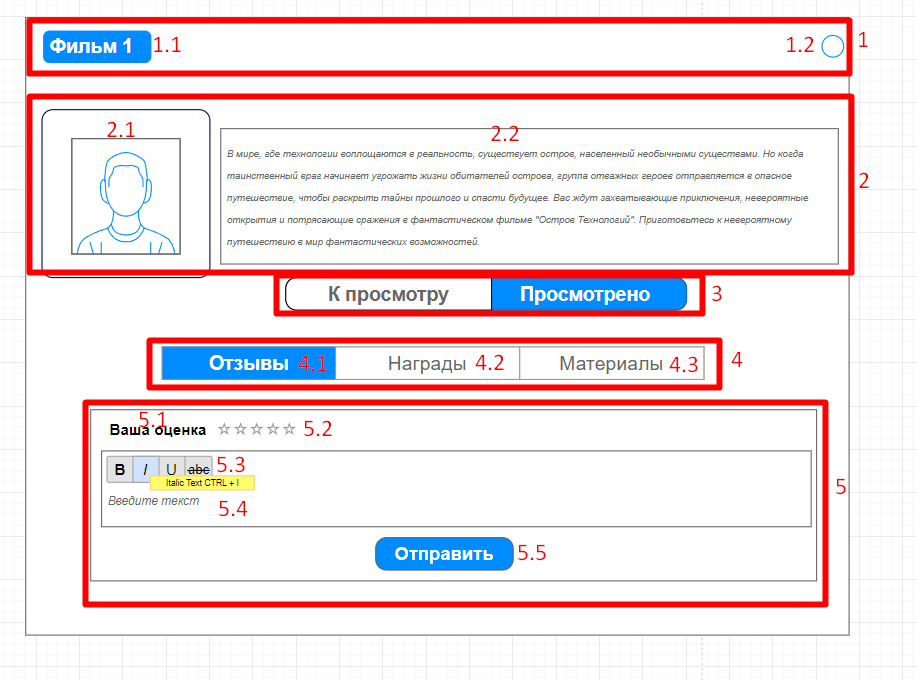 Фильм 1 1.1 1.2 1
2.1 2.2
В мире, где технологии воплощаются в реальность, существует остров, населенный необычными существами. Но когда
таинственный враг начинает угрожать жизни обитателей острова, группа отважных героев отправляется в опасное
путешествие, чтобы раскрыть тайны прошлого и спасти будущее. Вас ждут захватывающие приключения, невероятные
открытия и потрясающие сражения в фантастическом фильме "Остров Технологий". Приготовьтесь к невероятному
путешествию в мир фантастических возможностей.
2
К просмотру Просмотрено 3
Отзывы 4.1 Награды 4.2 Материалы 4.3 4
5.1
Ваша оценка ☆☆☆☆☆ 5.2
B I U abc 5.3
Italic Text CTRL + I
Введите текст 5.4
5
Отправить 5.5